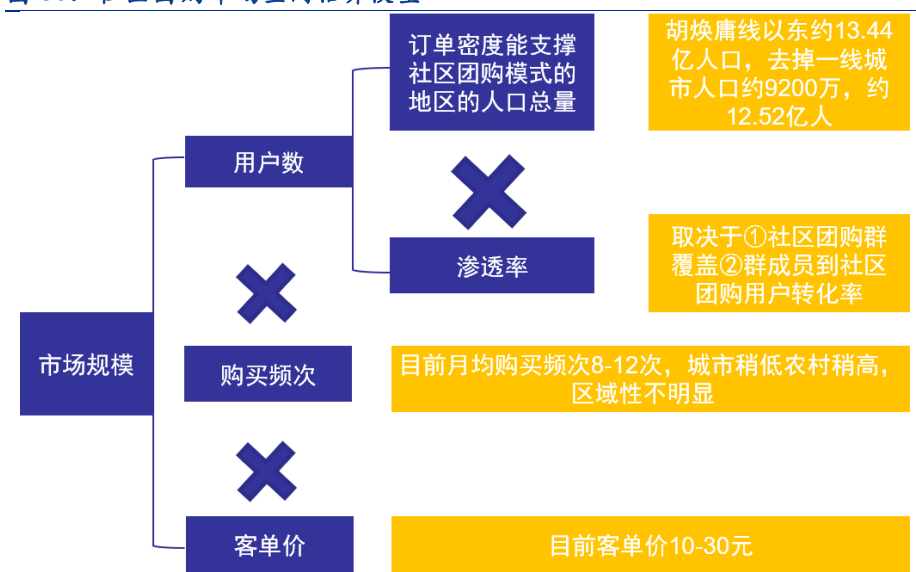 订单密度能支撑
社区团购模式的
地区的人口总量
胡焕庸线以东约13.44
亿人口，去掉一线城
市人口约9200万，约
12.52亿人
用户数
渗透率
取决于①社区团购群
覆盖②群成员到社区
团购用户转化率
市场规模
购买频次
目前月均购买频次8-12次，城市稍低农村稍高，
区域性不明显
客单价
目前客单价10-30元